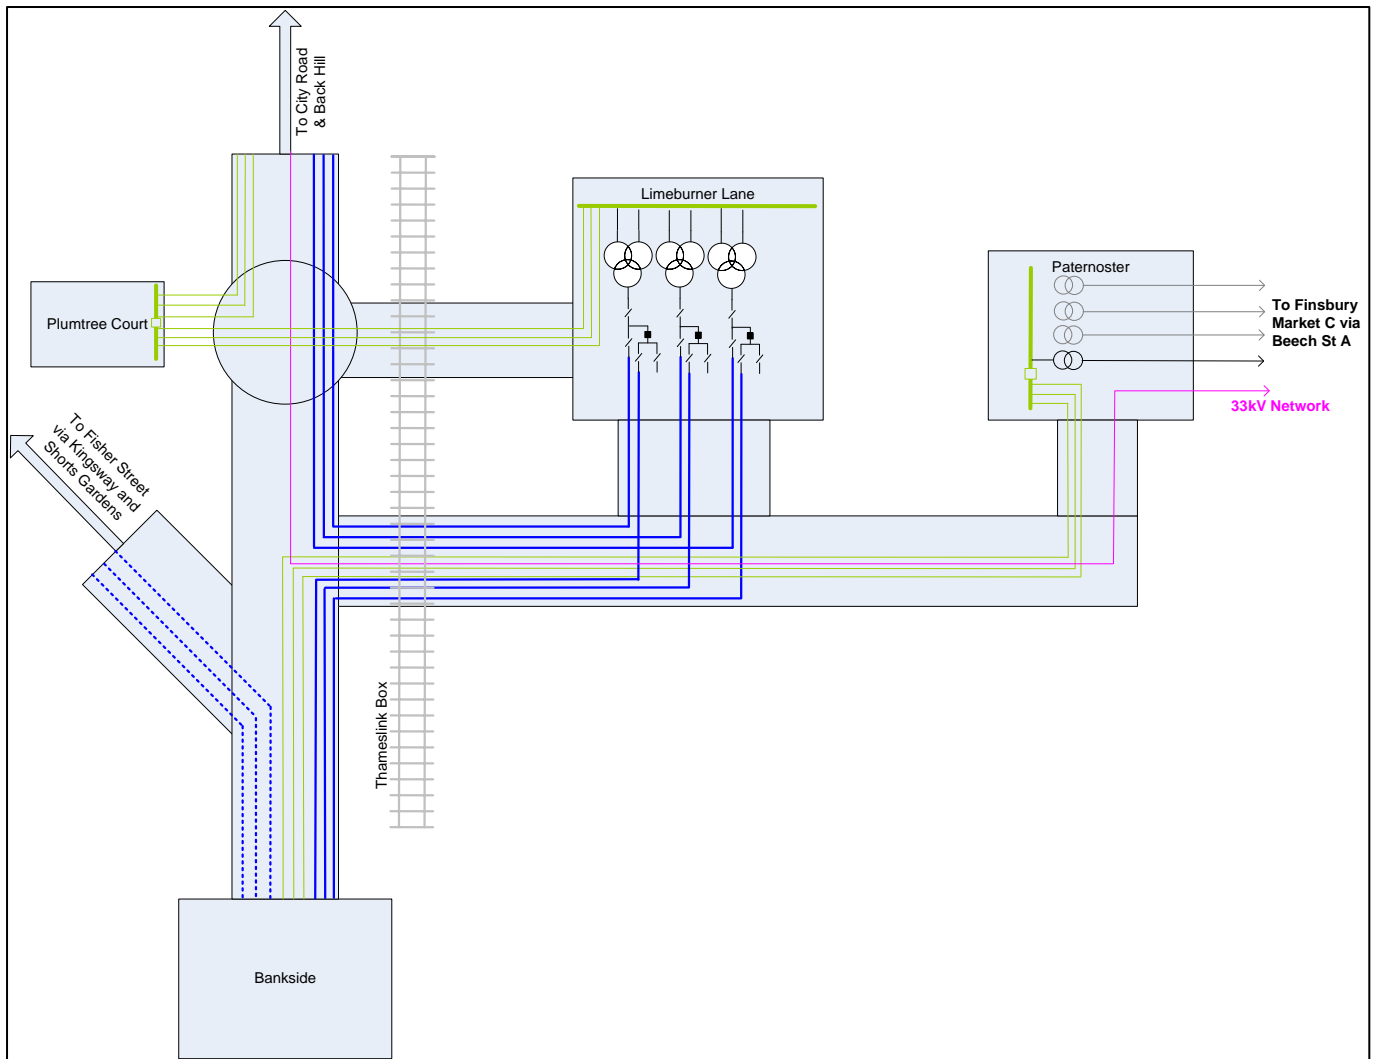 To City Road
& Back Hill
Limeburner Lane
Paternoster
To Finsbury
Market C via
Beech St A
33kV Network
Plumtree Court
To Fisher Street
via Kingsway and
Shorts Gardens
Thameslink Box
Bankside